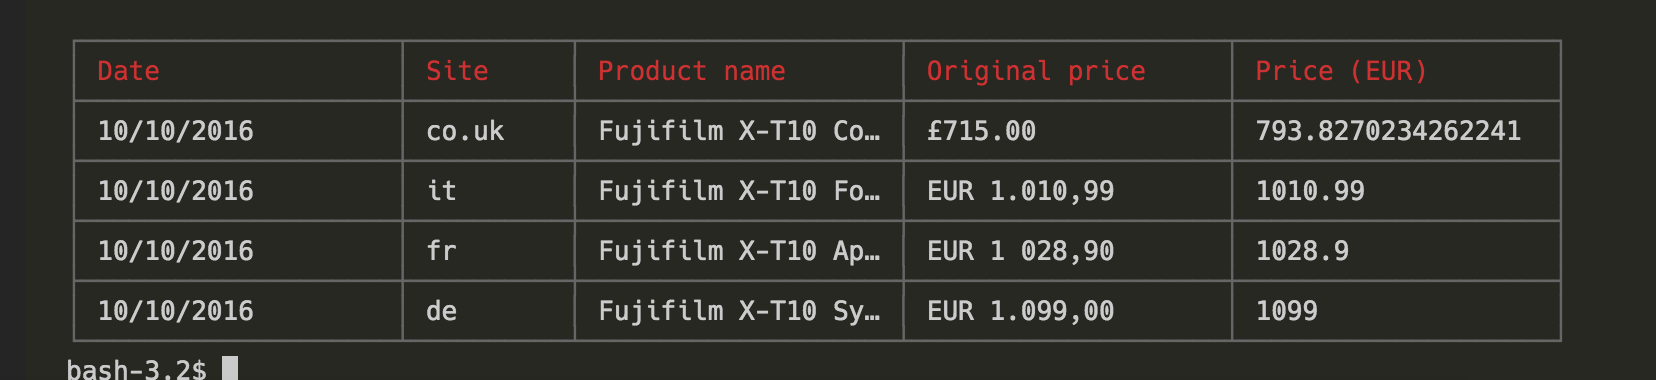 Date Site Product name Original price Price (EUR)
10/10/2016 co.uk Fujifilm X-T10 Co… £715.00 793.8270234262241
10/10/2016 it Fujifilm X-T10 Fo… EUR 1.010,99 1010.99
10/10/2016 fr Fujifilm X-T10 Ap… EUR 1 028,90 1028.9
10/10/2016 de Fujifilm X-T10 Sy… EUR 1.099,00 1099
bash-3.2$